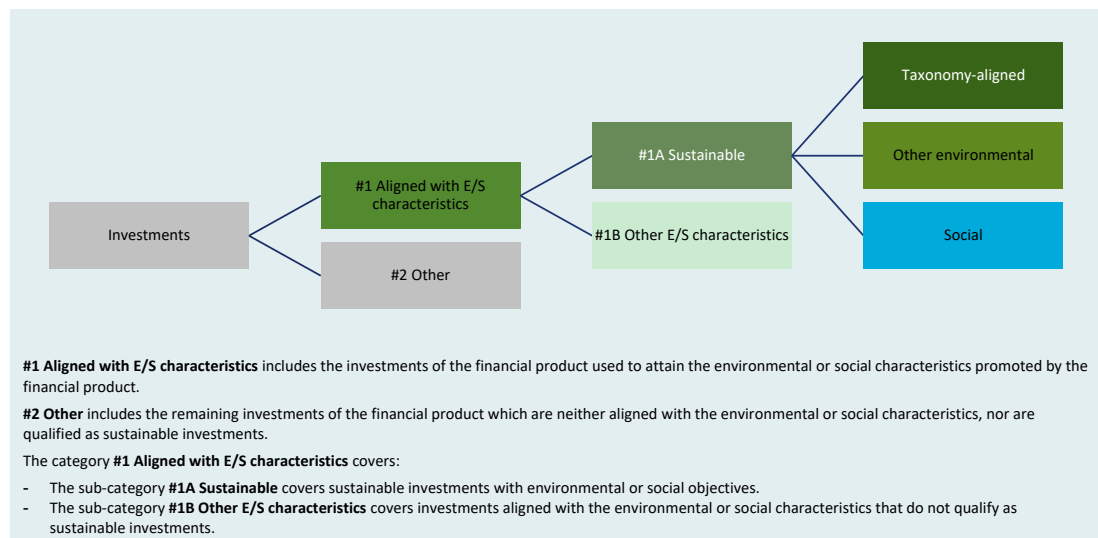 Taxonomy-aligned
#1A Sustainable
Other environmental
#1 Aligned with E/S
characteristics
Investments
#1B Other E/S characteristics
Social
#2 Other
#1 Aligned with E/S characteristics includes the investments of the financial product used to attain the environmental or social characteristics promoted by the
financial product.
#2 Other includes the remaining investments of the financial product which are neither aligned with the environmental or social characteristics, nor are
qualified as sustainable investments.
The category #1 Aligned with E/S characteristics covers:
- The sub-category #1A Sustainable covers sustainable investments with environmental or social objectives.
- The sub-category #1B Other E/S characteristics covers investments aligned with the environmental or social characteristics that do not qualify as
sustainable investments.